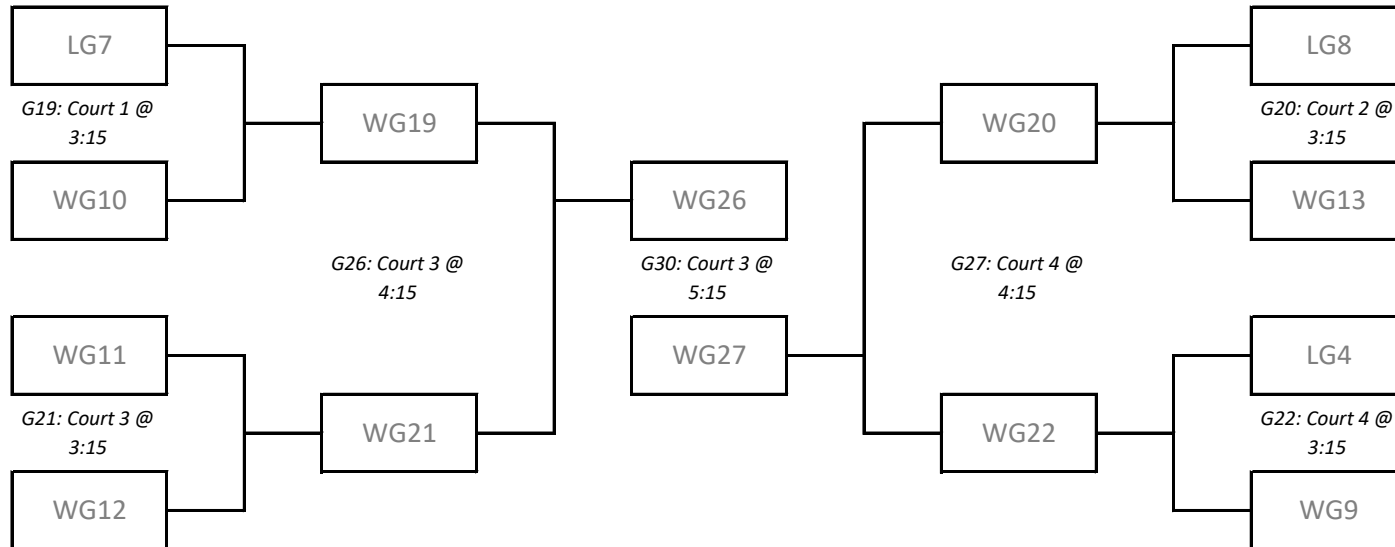 LG7
G19: Court 1 @
3:15
WG10
WG19
G26: Court 3 @
4:15
WG11
G21: Court 3 @
3:15
WG12
WG21
WG26
G30: Court 3 @
5:15
WG27
WG20
G27: Court 4 @
4:15
WG22
LG8
G20: Court 2 @
3:15
WG13
LG4
G22: Court 4 @
3:15
WG9